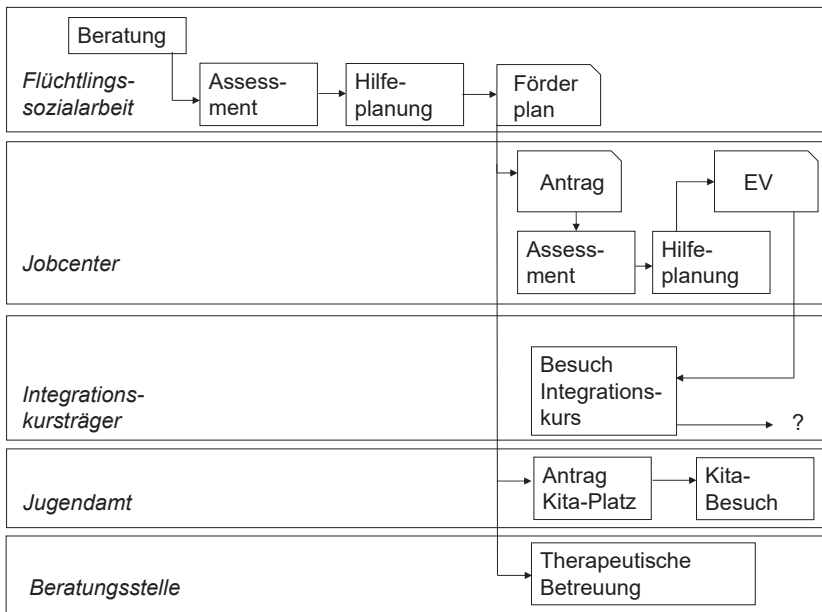 Beratung
Flüchtlings-
sozialarbeit
Assess-
ment
Hilfe-
planung
Förder
plan
Jobcenter
Antrag
EV
Assess-
ment
Hilfe-
planung
Integrations-
kursträger
Besuch
Integrations-
kurs
?
Jugendamt
Antrag
Kita-Platz
Kita-
Besuch
Beratungsstelle
Therapeutische
Betreuung